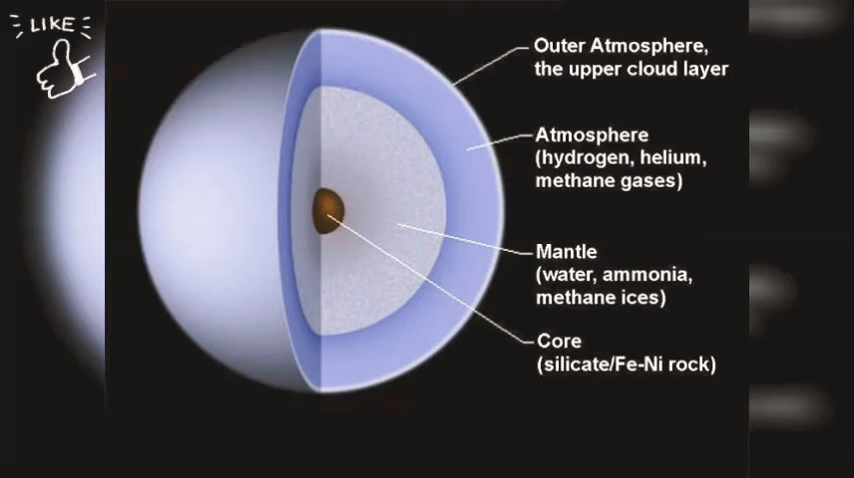 LIKE
Outer Atmosphere,
the upper cloud layer
Atmosphere
(hydrogen, helium,
methane gases)
Mantle
(water, ammonia,
methane ices)
Core
(silicate/Fe-Ni rock)